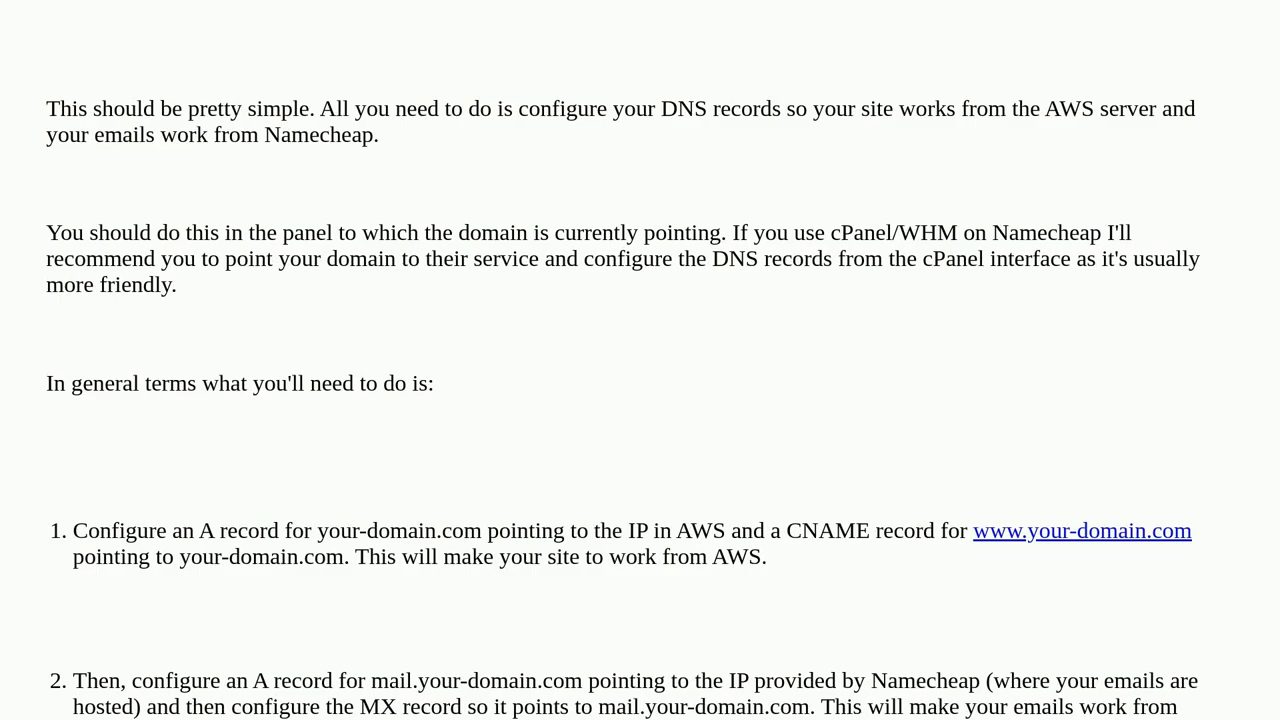 This should be pretty simple. All you need to do is configure your DNS records so your site works from the AWS server and
your emails work from Namecheap.
You should do this in the panel to which the domain is currently pointing. If you use cPanel/WHM on Namecheap I'll
recommend you to point your domain to their service and configure the DNS records from the cPanel interface as it's usually
more friendly.
In general terms what you'll need to do is:
1. Configure an A record for your-domain.com pointing to the IP in AWS and a CNAME record for www.your-domain.com
pointing to your-domain.com. This will make your site to work from AWS.
2. Then, configure an A record for mail.your-domain.com pointing to the IP provided by Namecheap (where your emails are
hosted) and then configure the MX record so it points to mail.your-domain.com. This will make your emails work from